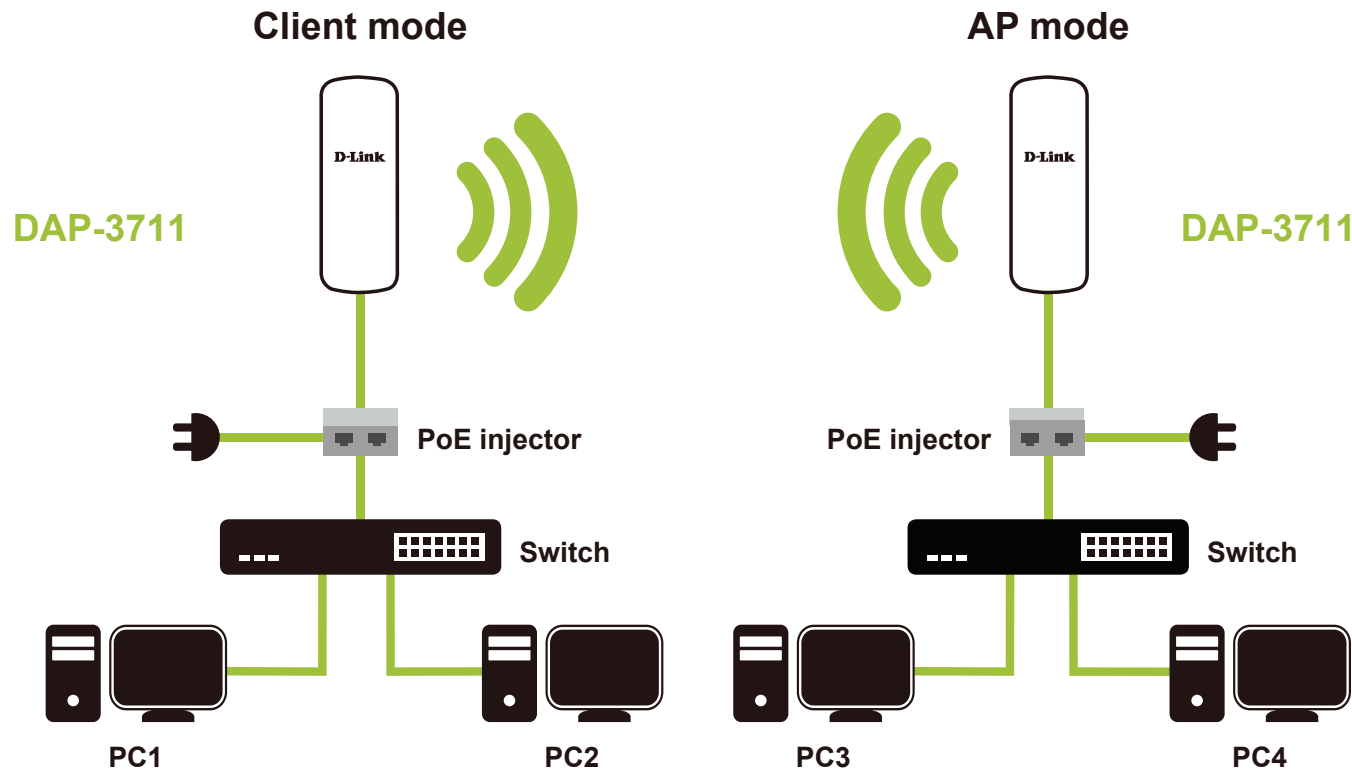 Client mode
AP mode
D-Link
D-Link
DAP-3711
DAP-3711
PoE injector
PoE injector
Switch
Switch
PC1
PC2
PC3
PC4